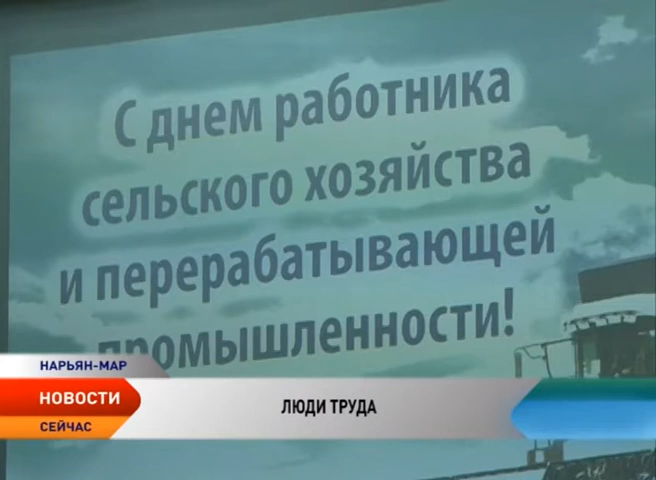 С днем работника
сельского хозяйства
и перерабатывающей
промышленности!
НАРЬЯН-МАР
НОВОСТИ
СЕЙЧАС
ЛЮДИ ТРУДА